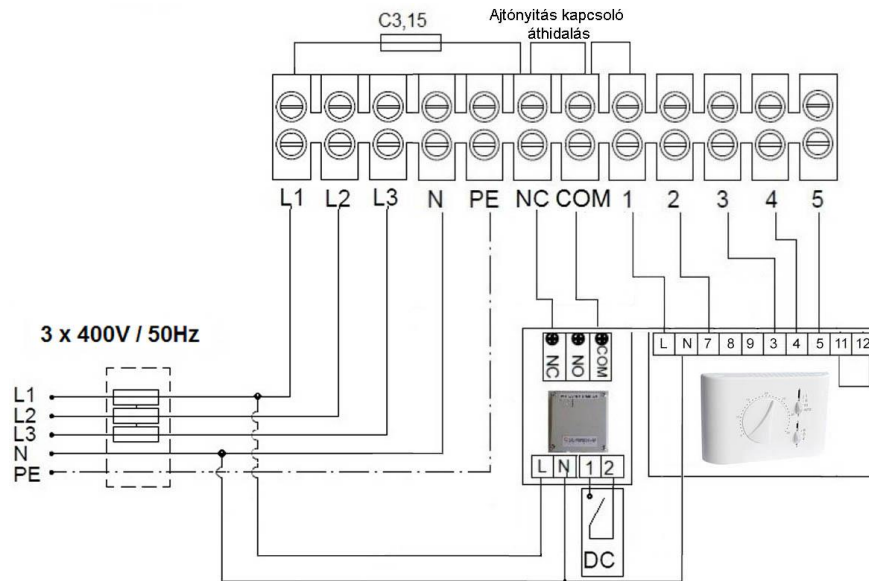 C3,15
Ajtónyitás kapcsoló
áthidalás
L1 L2 L3 N PE NC COM 1 2 3 4 5
3 x 400V / 50Hz
L1
L2
L3
N
PE
NC NO COM
L N 7 8 9 3 4 5 11 12
L N 1 2
DC